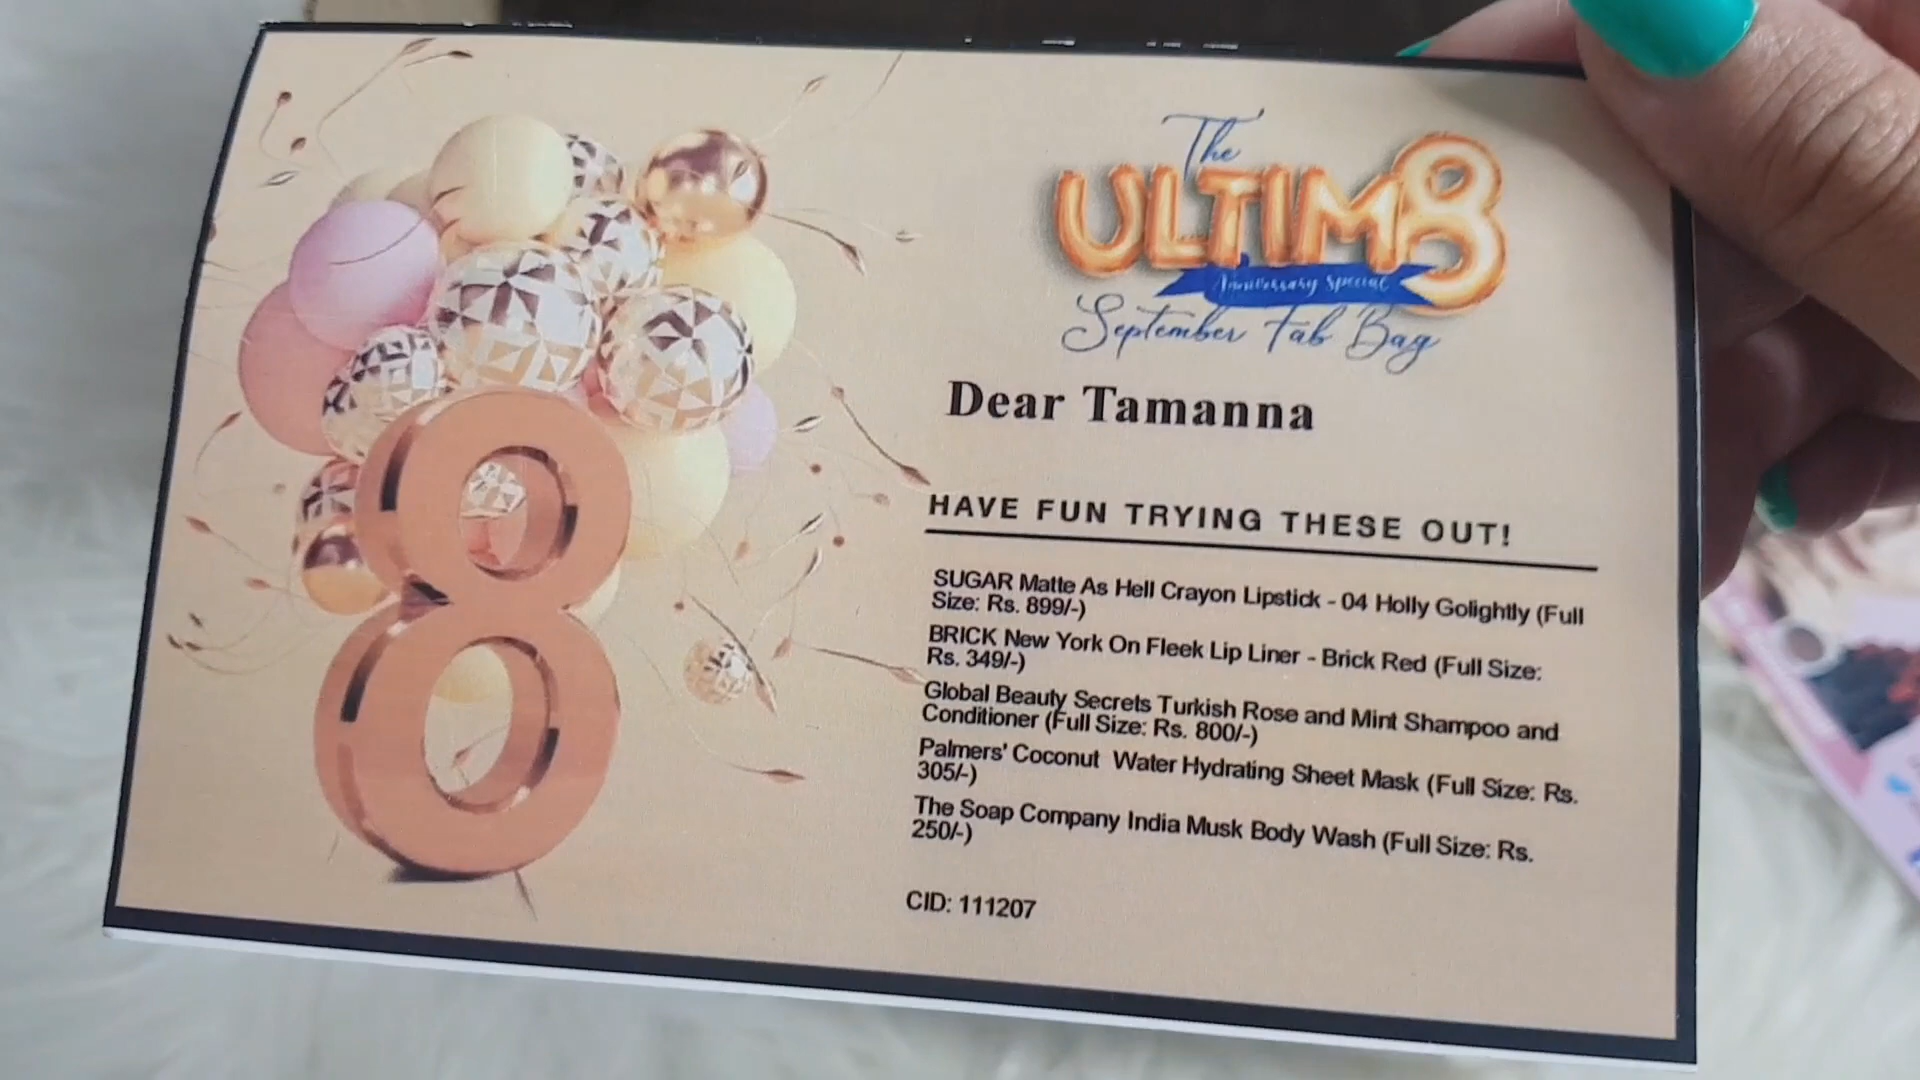 The
ULTIM8
Anniversary Special
September Fab Bag
Dear Tamanna
HAVE FUN TRYING THESE OUT!
SUGAR Matte As Hell Crayon Lipstick - 04 Holly Golightly (Full
Size: Rs. 899/-)
BRICK New York On Fleek Lip Liner - Brick Red (Full Size:
Rs. 349/-)
Global Beauty Secrets Turkish Rose and Mint Shampoo and
Conditioner (Full Size: Rs. 800/-)
Palmers' Coconut Water Hydrating Sheet Mask (Full Size: Rs.
305/-)
The Soap Company India Musk Body Wash (Full Size: Rs.
250/-)
CID: 111207